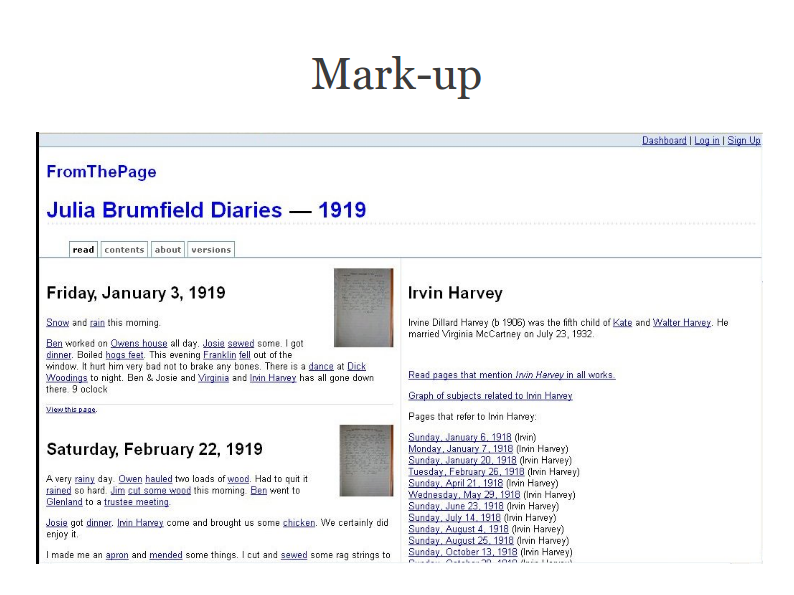 Mark-up
Dashboard | Log in | Sign Up
FromThePage
Julia Brumfield Diaries — 1919
read contents about versions
Friday, January 3, 1919
Snow and rain this morning.
Ben worked on Owens house all day. Josie sewed some. I got
dinner. Boiled hogs feet. This evening Franklin fell out of the
window. It hurt him very bad not to brake any bones. There is a dance at Dick
Woodings to night. Ben & Josie and Virginia and Irvin Harvey has all gone down
there. 9 oclock
View this page.
Saturday, February 22, 1919
A very rainy day. Owen hauled two loads of wood. Had to quit it
rained so hard. Jim cut some wood this morning. Ben went to
Glenland to a trustee meeting.
Josie got dinner. Irvin Harvey come and brought us some chicken. We certainly did
enjoy it.
I made me an apron and mended some things. I cut and sewed some rag strings to
Irvin Harvey
Irvine Dillard Harvey (b 1906) was the fifth child of Kate and Walter Harvey. He
married Virginia McCartney on July 23, 1932.
Read pages that mention Irvin Harvey in all works.
Graph of subjects related to Irvin Harvey
Pages that refer to Irvin Harvey:
Sunday, January 6, 1918 (Irvin)
Monday, January 7, 1918 (Irvin Harvey)
Sunday, January 20, 1918 (Irvin Harvey)
Tuesday, February 26, 1918 (Irvin Harvey)
Sunday, April 21, 1918 (Irvin Harvey)
Wednesday, May 29, 1918 (Irvin Harvey)
Sunday, June 23, 1918 (Irvin Harvey)
Sunday, July 14, 1918 (Irvin Harvey)
Sunday, August 4, 1918 (Irvin Harvey)
Sunday, August 25, 1918 (Irvin Harvey)
Sunday, October 13, 1918 (Irvin Harvey)